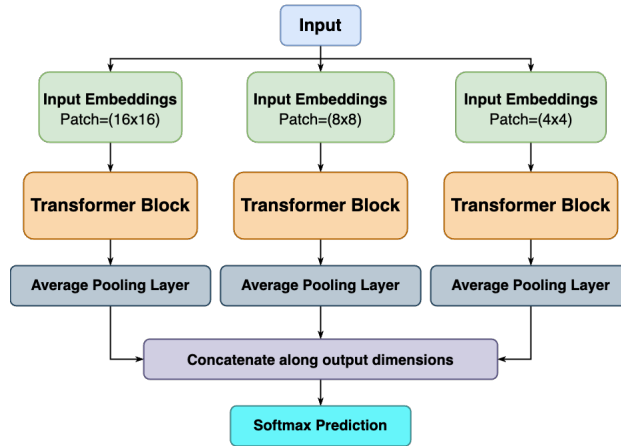 Input
Input Embeddings
Patch=(16x16)
Input Embeddings
Patch=(8x8)
Input Embeddings
Patch=(4x4)
Transformer Block
Transformer Block
Transformer Block
Average Pooling Layer
Average Pooling Layer
Average Pooling Layer
Concatenate along output dimensions
Softmax Prediction